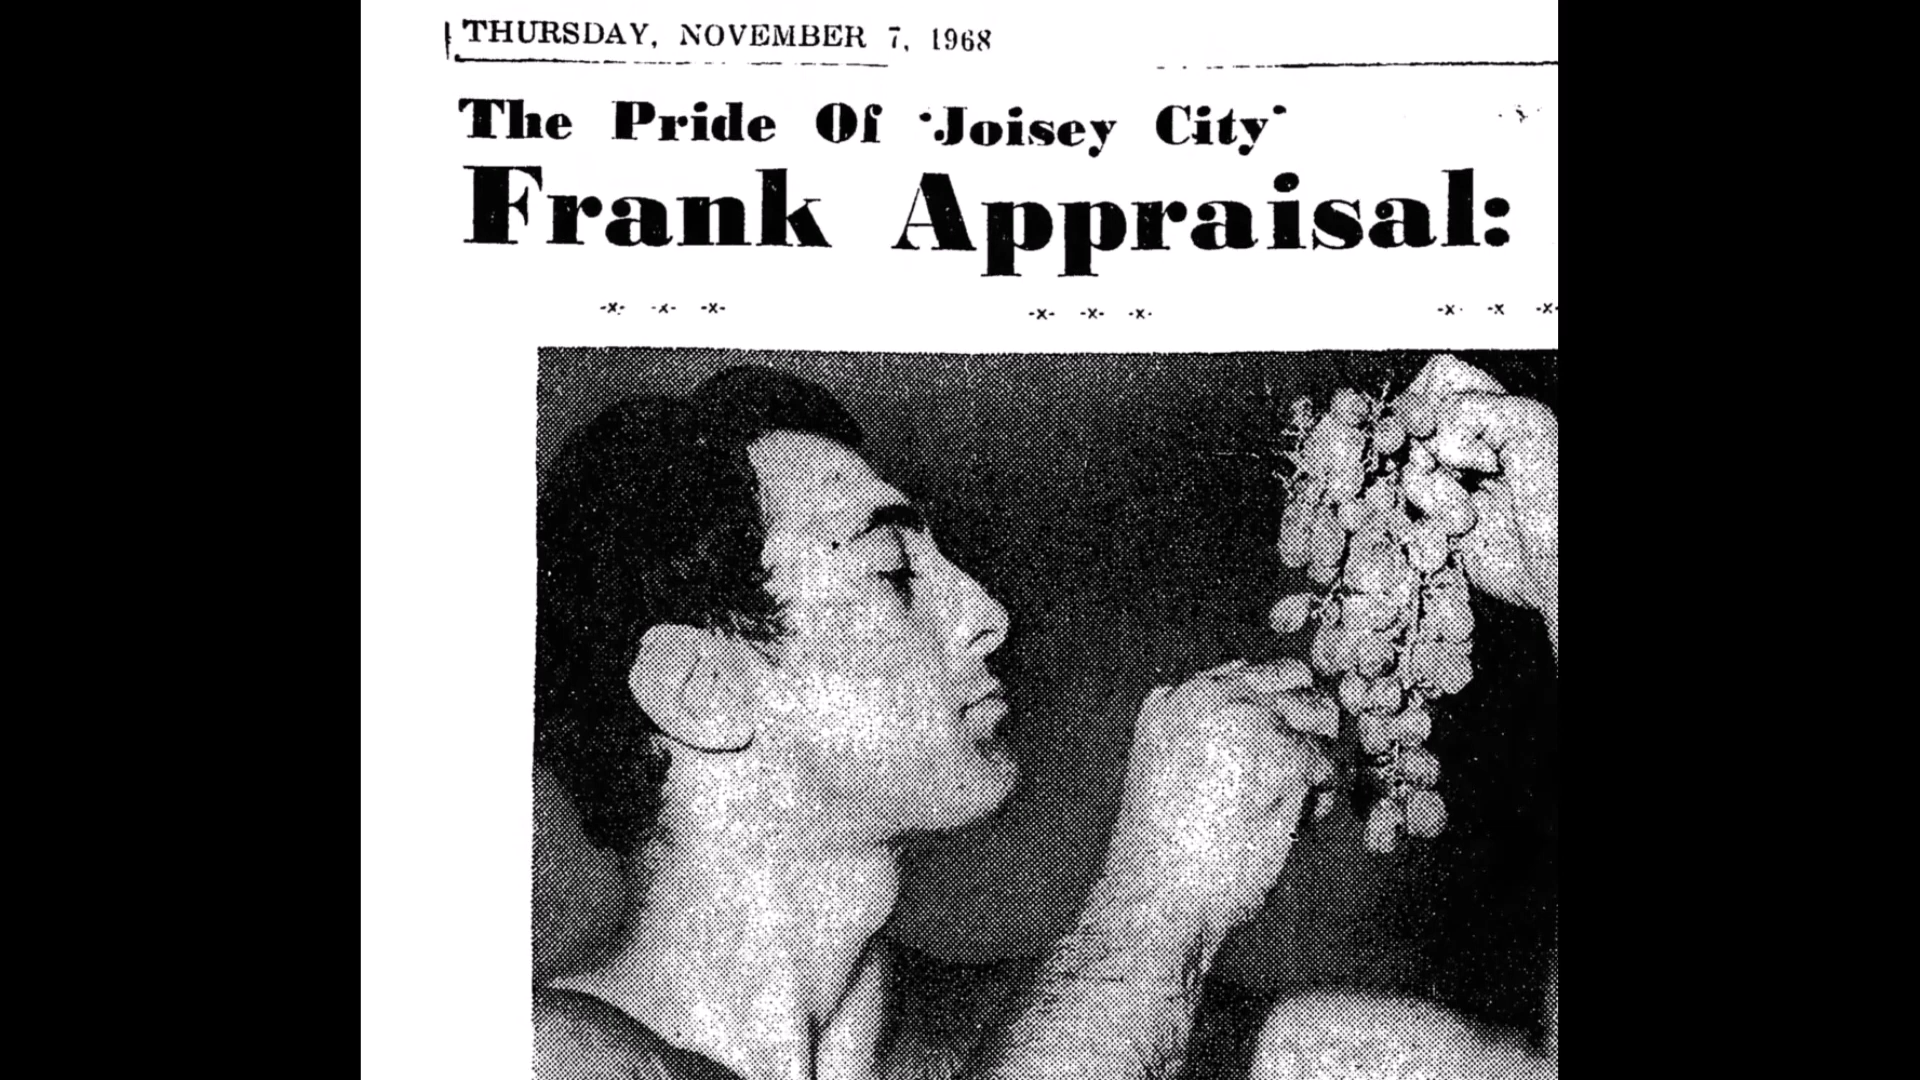 THURSDAY, NOVEMBER 7, 1968
The Pride Of 'Joisey City'
Frank Appraisal:
-x- -x- -x- -x- -x- -x- -x- -x -x-